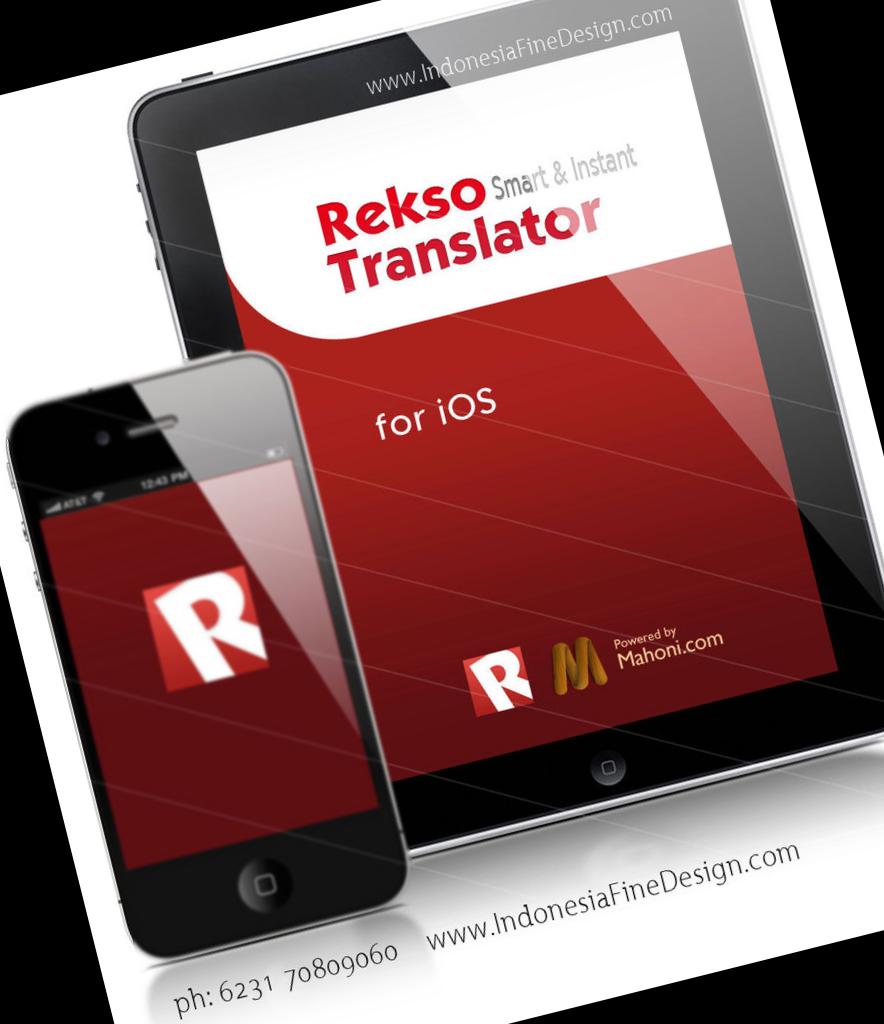 www.IndonesiaFineDesign.com
Rekso Smart & Instant
Translator
for iOS
AT&T 12:43 PM
R
R M Powered by
Mahoni.com
www.IndonesiaFineDesign.com
ph: 6231 70809060